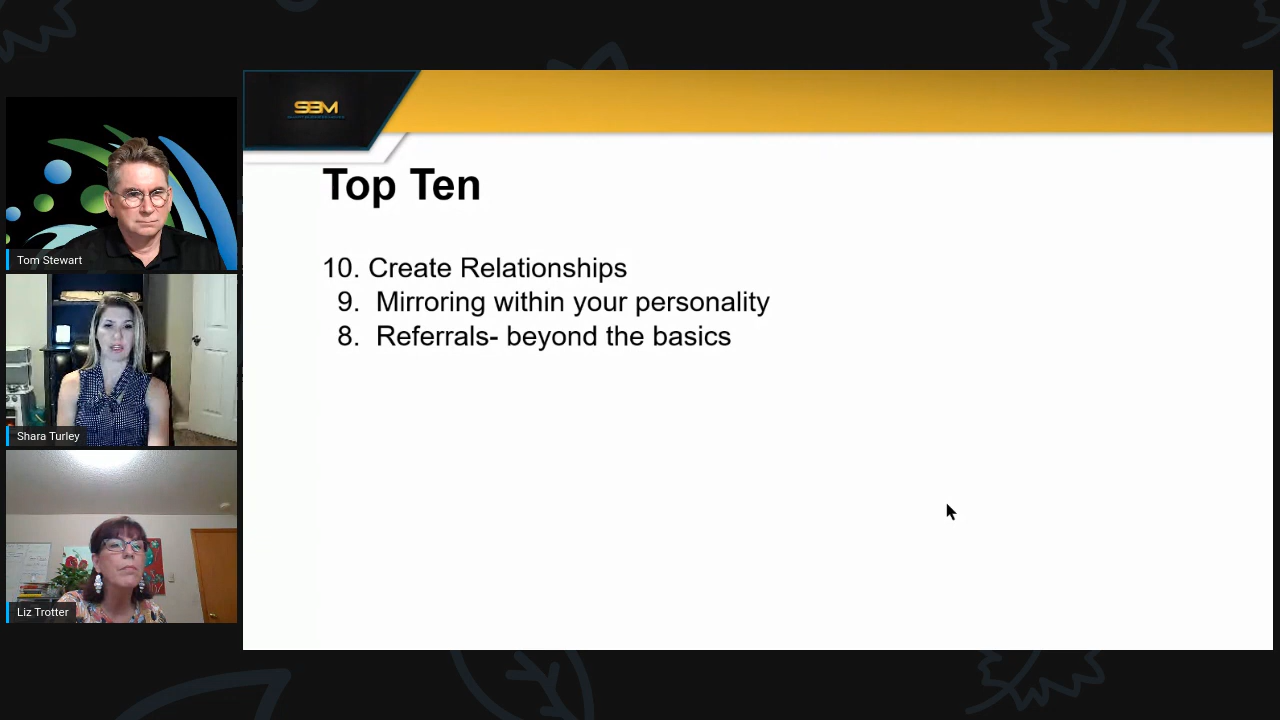 SBM
Top Ten
10. Create Relationships
9. Mirroring within your personality
8. Referrals- beyond the basics
Tom Stewart
Shara Turley
Liz Trotter